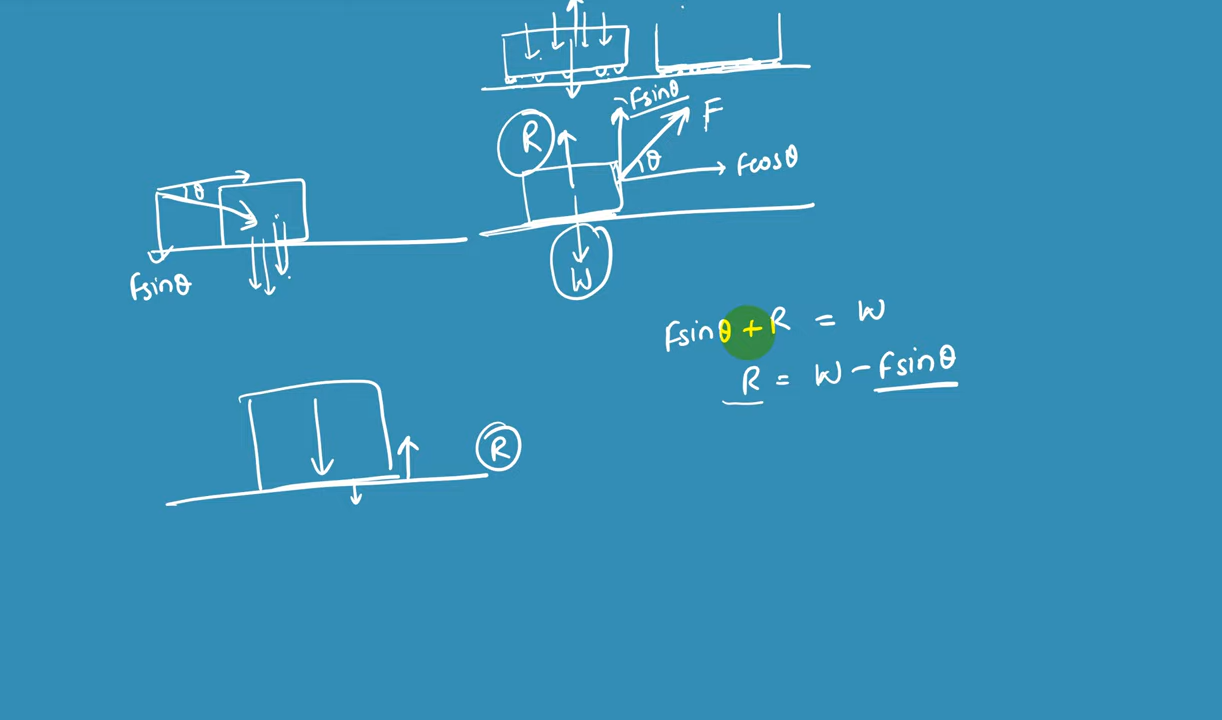 Fsinθ
F
R
θ
Fcosθ
θ
W
Fsinθ
Fsinθ + R = W
R = W - Fsinθ
R